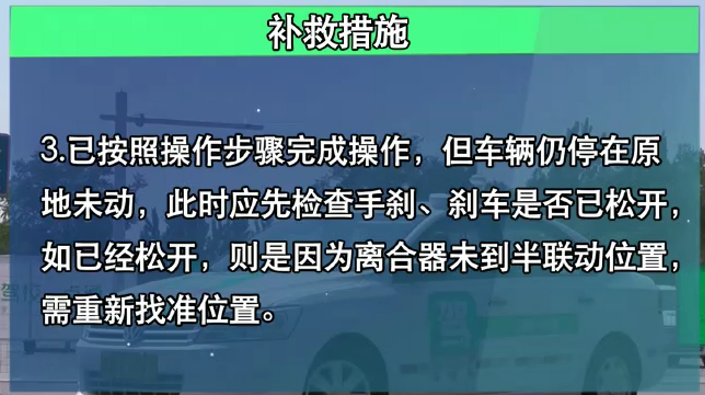 补救措施
3.已按照操作步骤完成操作，但车辆仍停在原
地未动，此时应先检查手刹、刹车是否已松开，
如已经松开，则是因为离合器未到半联动位置，
需重新找准位置。